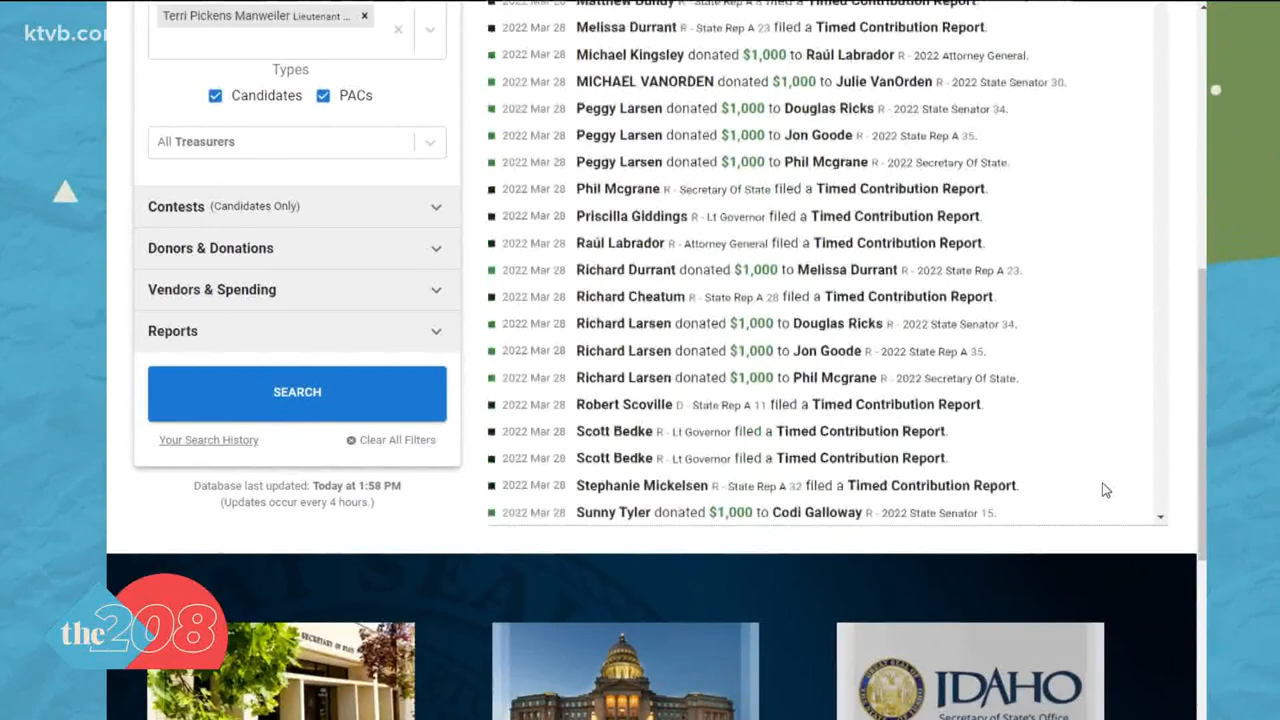 ktvb.com
Terri Pickens Manweiler Lieutenant ... ×
Types
Candidates PACs
All Treasurers
Contests (Candidates Only)
Donors & Donations
Vendors & Spending
Reports
SEARCH
Your Search History Clear All Filters
Database last updated: Today at 1:58 PM
(Updates occur every 4 hours.)
2022 Mar 28 Melissa Durrant R - State Rep A 23 filed a Timed Contribution Report.
2022 Mar 28 Michael Kingsley donated $1,000 to Raúl Labrador R - 2022 Attorney General.
2022 Mar 28 MICHAEL VANORDEN donated $1,000 to Julie VanOrden R - 2022 State Senator 30.
2022 Mar 28 Peggy Larsen donated $1,000 to Douglas Ricks R - 2022 State Senator 34.
2022 Mar 28 Peggy Larsen donated $1,000 to Jon Goode R - 2022 State Rep A 35.
2022 Mar 28 Peggy Larsen donated $1,000 to Phil Mcgrane R - 2022 Secretary Of State.
2022 Mar 28 Phil Mcgrane R - Secretary Of State filed a Timed Contribution Report.
2022 Mar 28 Priscilla Giddings R - Lt Governor filed a Timed Contribution Report.
2022 Mar 28 Raúl Labrador R - Attorney General filed a Timed Contribution Report.
2022 Mar 28 Richard Durrant donated $1,000 to Melissa Durrant R - 2022 State Rep A 23.
2022 Mar 28 Richard Cheatum R - State Rep A 28 filed a Timed Contribution Report.
2022 Mar 28 Richard Larsen donated $1,000 to Douglas Ricks R - 2022 State Senator 34.
2022 Mar 28 Richard Larsen donated $1,000 to Jon Goode R - 2022 State Rep A 35.
2022 Mar 28 Richard Larsen donated $1,000 to Phil Mcgrane R - 2022 Secretary Of State.
2022 Mar 28 Robert Scoville D - State Rep A 11 filed a Timed Contribution Report.
2022 Mar 28 Scott Bedke R - Lt Governor filed a Timed Contribution Report.
2022 Mar 28 Scott Bedke R - Lt Governor filed a Timed Contribution Report.
2022 Mar 28 Stephanie Mickelsen R - State Rep A 32 filed a Timed Contribution Report.
2022 Mar 28 Sunny Tyler donated $1,000 to Codi Galloway R - 2022 State Senator 15.
the 208
SECRETARY OF STATE
IDAHO
Secretary of State's Office